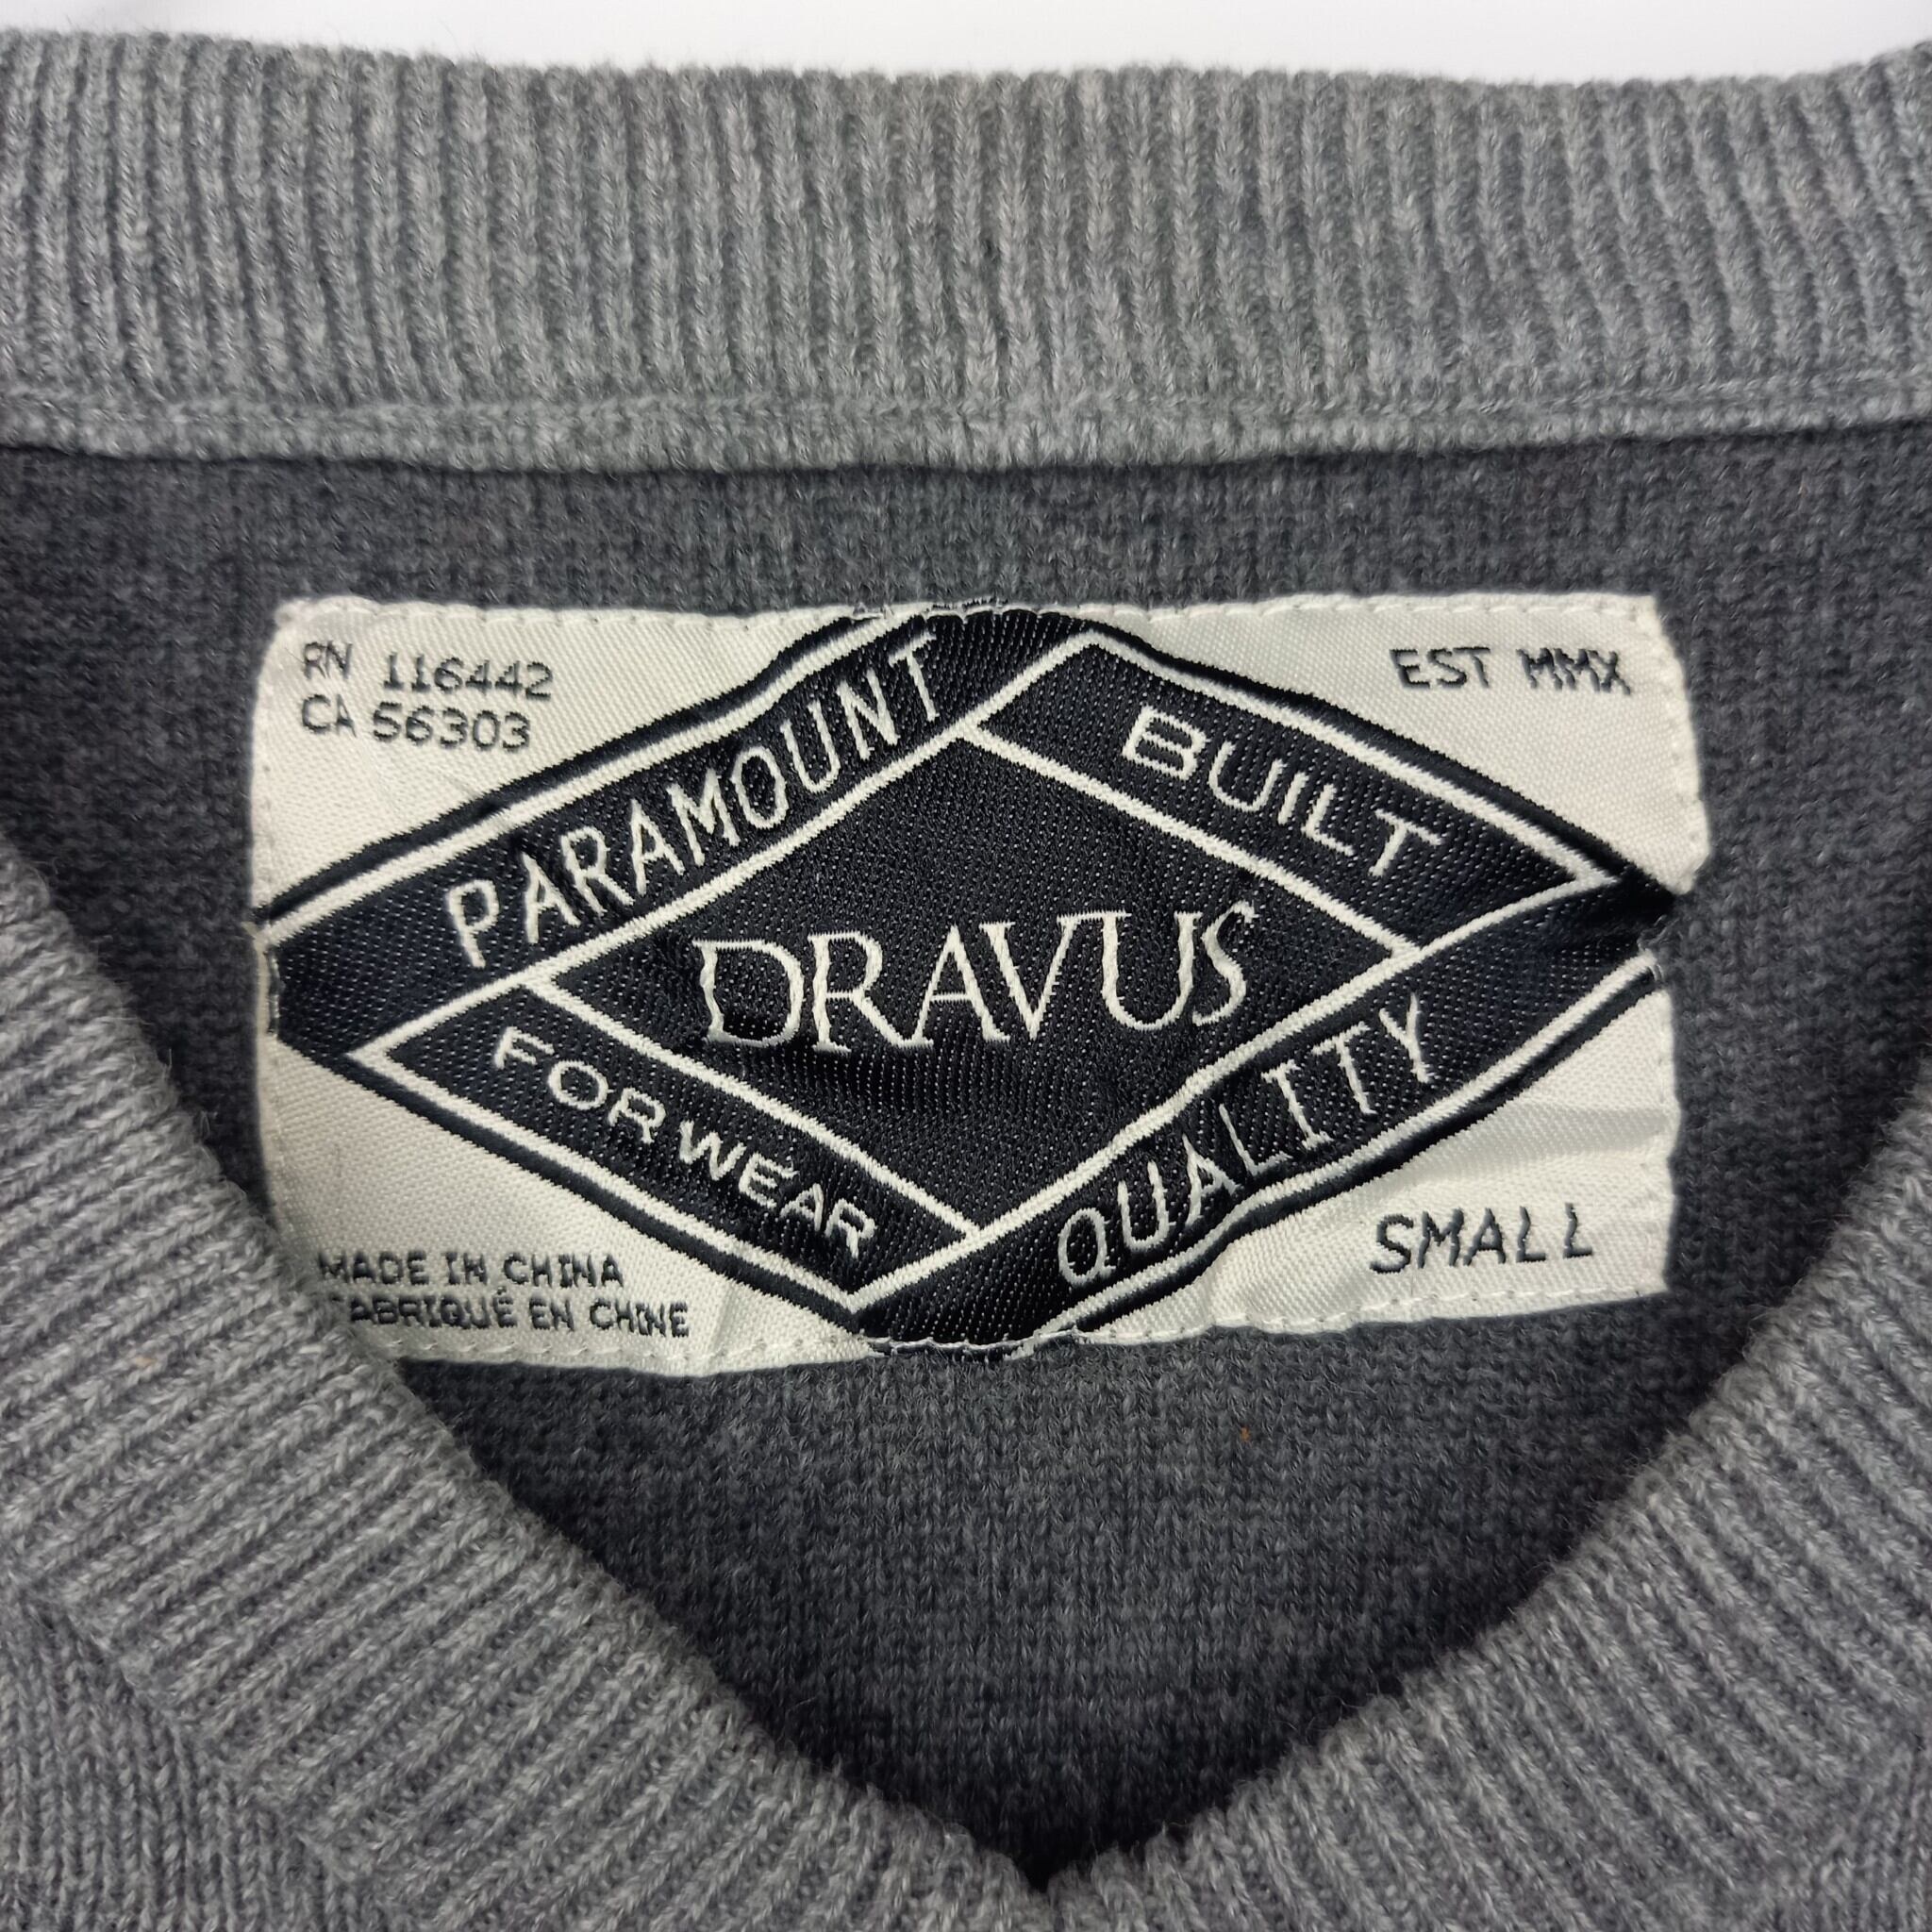 RN 116442
CA 56303
EST MMX
PARAMOUNT
BUILT
DRAVUS
FOR WEAR
QUALITY
MADE IN CHINA
FABRIQUÉ EN CHINE
SMALL